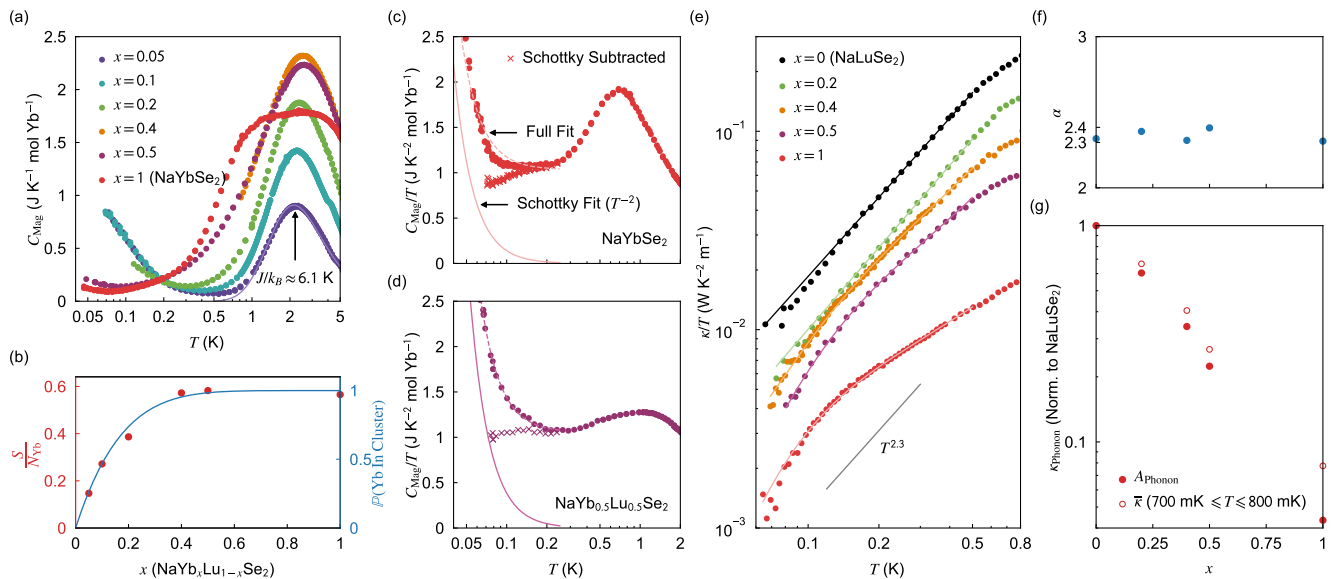 (a)
C_Mag (J K⁻¹ mol Yb⁻¹)
2.5
2
1.5
1
0.5
0
x = 0.05
x = 0.1
x = 0.2
x = 0.4
x = 0.5
x = 1 (NaYbSe₂)
J/k_B ≈ 6.1 K
0.05 0.1 0.2 0.5 1 2 5
T (K)
(b)
S/N_Yb
0.6
0.4
0.2
0
1
0.5
0
ℙ(Yb In Cluster)
0 0.2 0.4 0.6 0.8 1
x (NaYbₓLu₁₋ₓSe₂)
(c)
C_Mag/T (J K⁻² mol Yb⁻¹)
2.5
2
1.5
1
0.5
0
Schottky Subtracted
Full Fit
Schottky Fit (T⁻²)
NaYbSe₂
(d)
C_Mag/T (J K⁻² mol Yb⁻¹)
2.5
2
1.5
1
0.5
0
NaYb₀.₅Lu₀.₅Se₂
0.05 0.1 0.2 0.5 1 2
T (K)
(e)
κ/T (W K⁻² m⁻¹)
10⁻¹
10⁻²
10⁻³
x = 0 (NaLuSe₂)
x = 0.2
x = 0.4
x = 0.5
x = 1
T²·³
0.1 0.2 0.5 0.8
T (K)
(f)
α
3
2.4
2.3
2
(g)
κ_Phonon (Norm. to NaLuSe₂)
1
0.1
A_Phonon
κ̅ (700 mK ⩽ T ⩽ 800 mK)
0 0.25 0.5 0.75 1
x